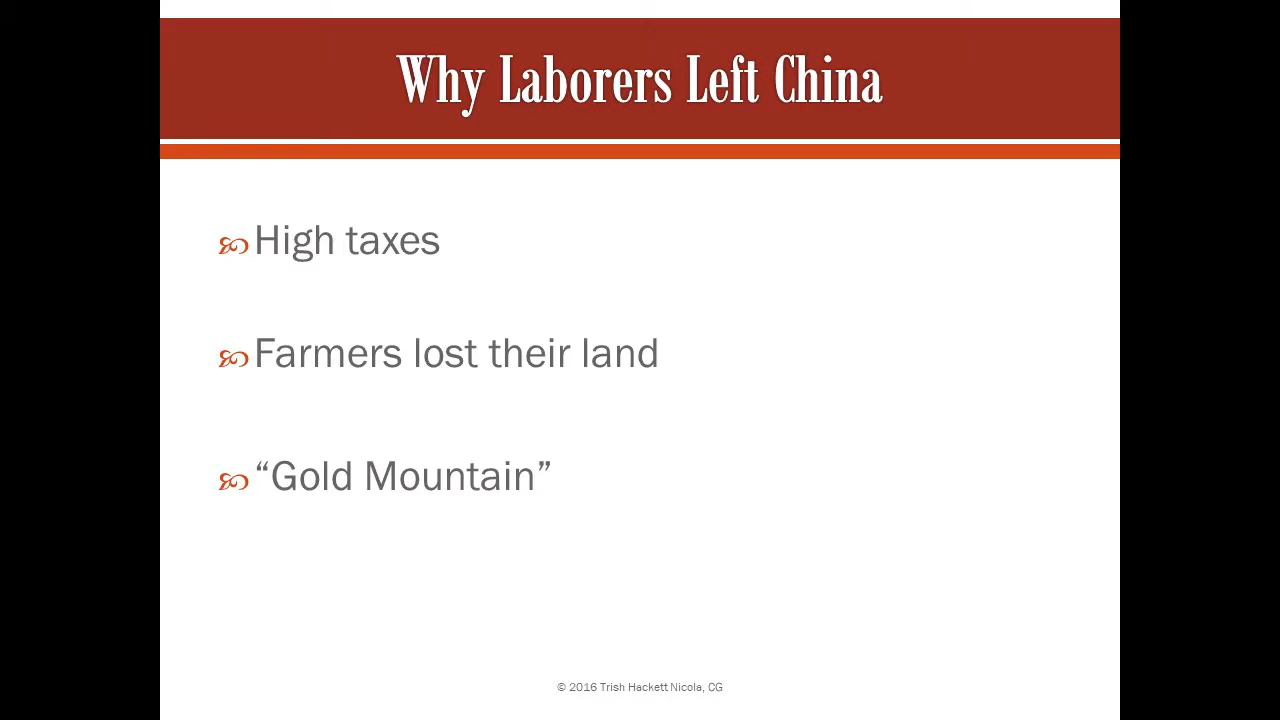 Why Laborers Left China
High taxes
Farmers lost their land
“Gold Mountain”
© 2016 Trish Hackett Nicola, CG